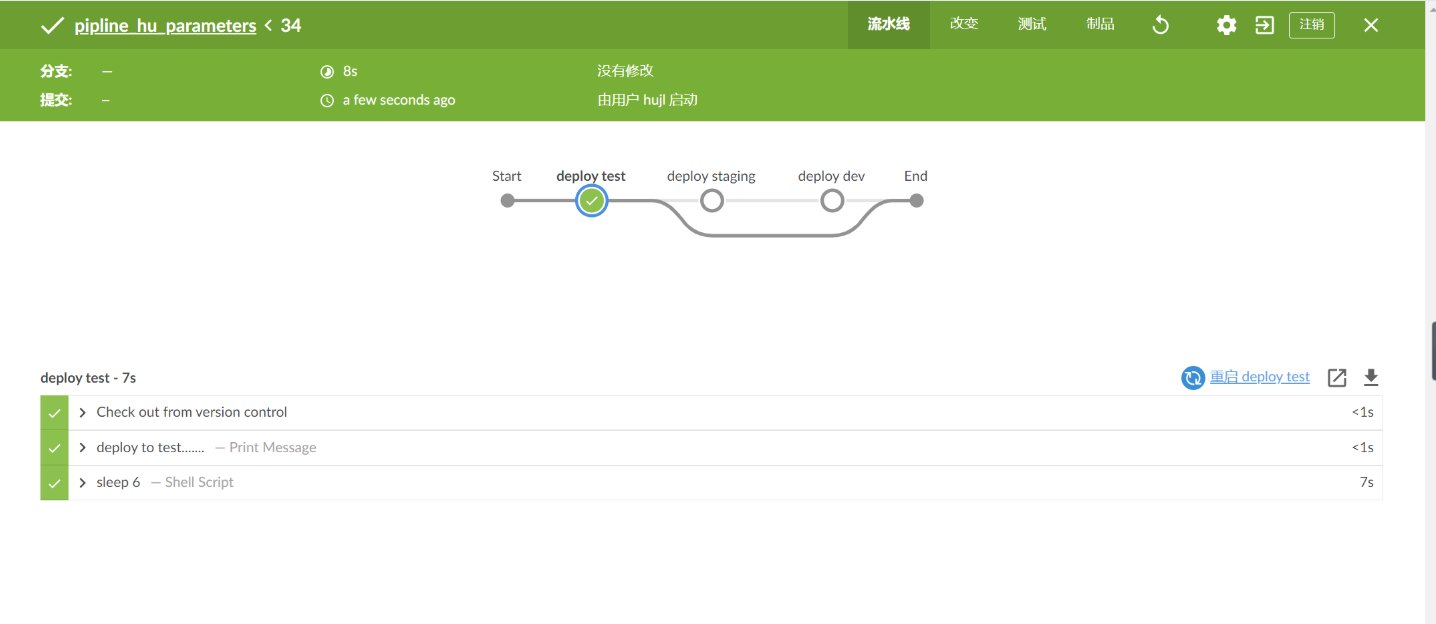 pipline_hu_parameters < 34
流水线 改变 测试 制品 注销
分支: — 8s 没有修改
提交: – a few seconds ago 由用户 hujl 启动
Start deploy test deploy staging deploy dev End
deploy test - 7s 重启 deploy test
Check out from version control <1s
deploy to test....... — Print Message <1s
sleep 6 — Shell Script 7s